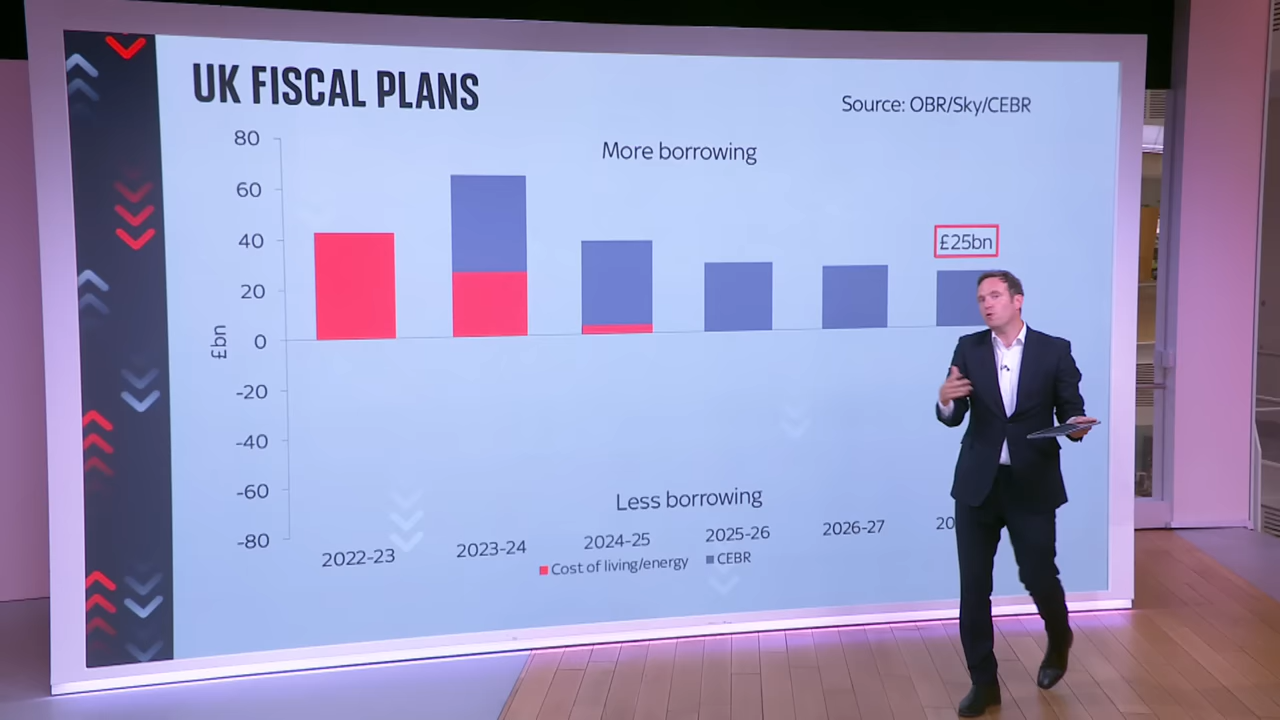 UK FISCAL PLANS
Source: OBR/Sky/CEBR
More borrowing
£25bn
80
60
40
20
0
-20
-40
-60
-80
£bn
Less borrowing
2022-23
2023-24
2024-25
2025-26
2026-27
20
Cost of living/energy
CEBR